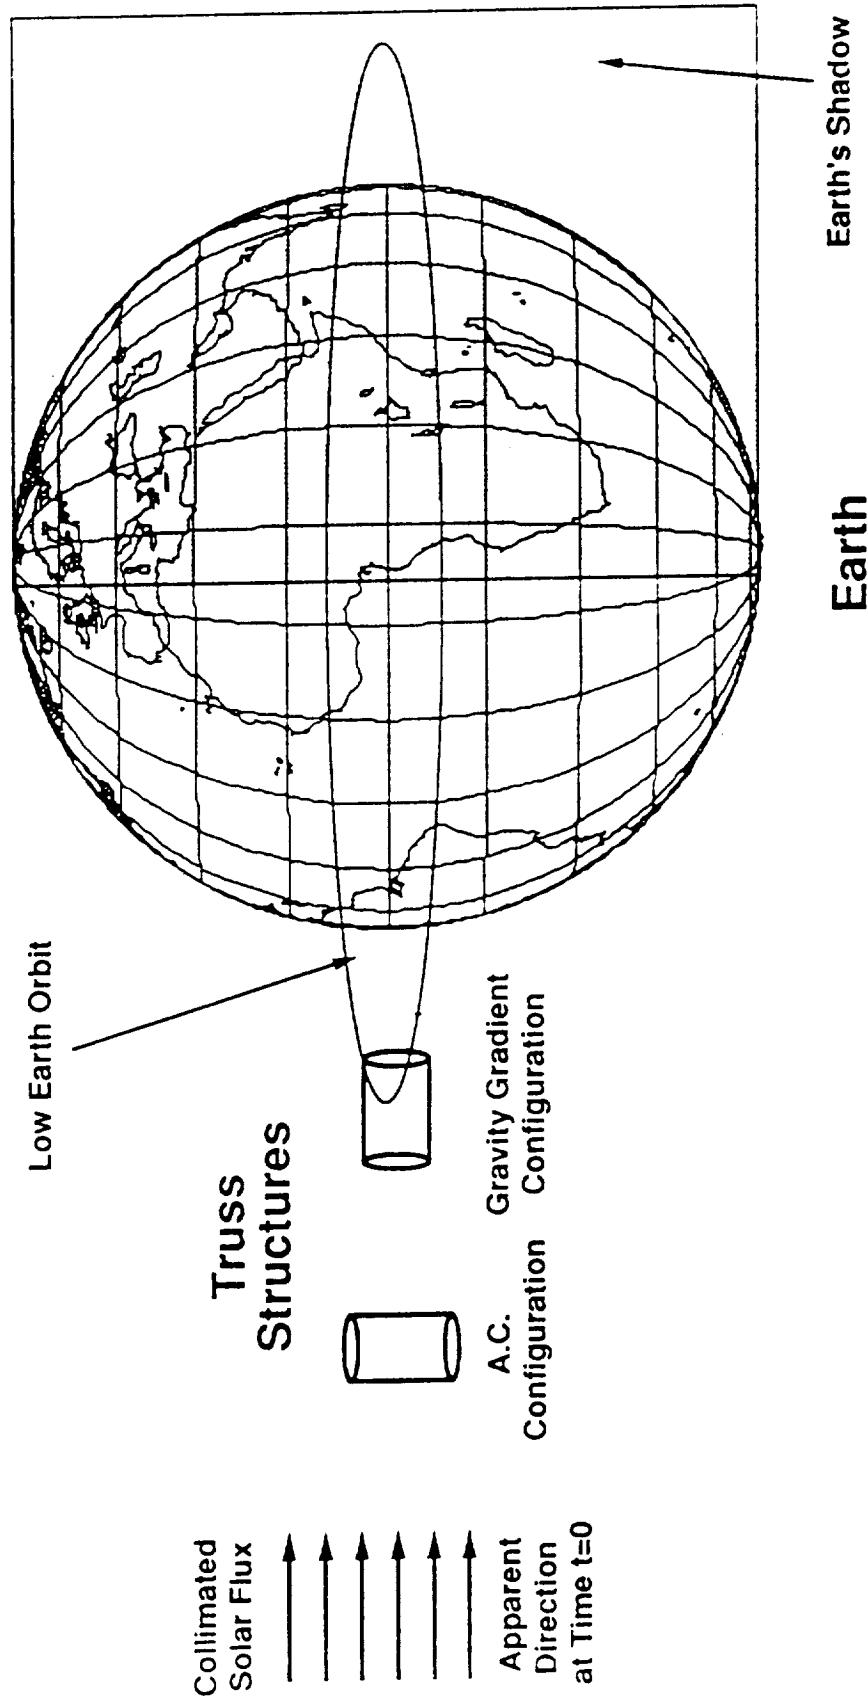 Collimated
Solar Flux
Apparent
Direction
at Time t=0
Truss
Structures
A.C.
Configuration
Gravity Gradient
Configuration
Low Earth Orbit
Earth
Earth's Shadow